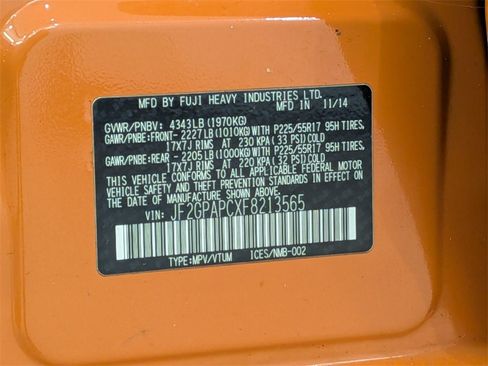 MFD BY FUJI HEAVY INDUSTRIES LTD.
MFD IN 11/14
GVWR/PNBV: 4343LB (1970KG)
GAWR/PNBE:FRONT- 2227LB (1010KG) WITH P225/55R17 95H TIRES,
17X7J RIMS AT 230 KPA (33 PSI) COLD
GAWR/PNBE:REAR - 2205LB (1000KG) WITH P225/55R17 95H TIRES,
17X7J RIMS AT 220 KPA (32 PSI) COLD
THIS VEHICLE CONFORMS TO ALL APPLICABLE FEDERAL MOTOR
VEHICLE SAFETY AND THEFT PREVENTION STANDARDS IN EFFECT ON
THE DATE OF MANUFACTURE SHOWN ABOVE.
VIN: JF2GPAPCXF8213565
TYPE:MPV/VTUM ICES/NMB-002